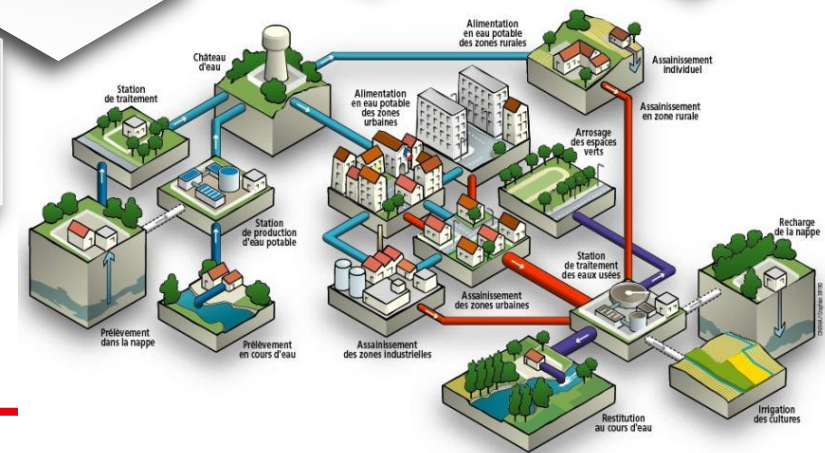 Alimentation
en eau potable
des zones rurales
Château
d'eau
Assainissement
individuel
Station
de traitement
Alimentation
en eau potable
des zones
urbaines
Assainissement
en zone rurale
Arrosage
des espaces
verts
Station
de production
d'eau potable
Recharge
de la nappe
Station
de traitement
des eaux usées
Assainissement
des zones urbaines
Prélèvement
dans la nappe
Prélèvement
en cours d'eau
Assainissement
des zones industrielles
Irrigation
des cultures
Restitution
au cours d'eau